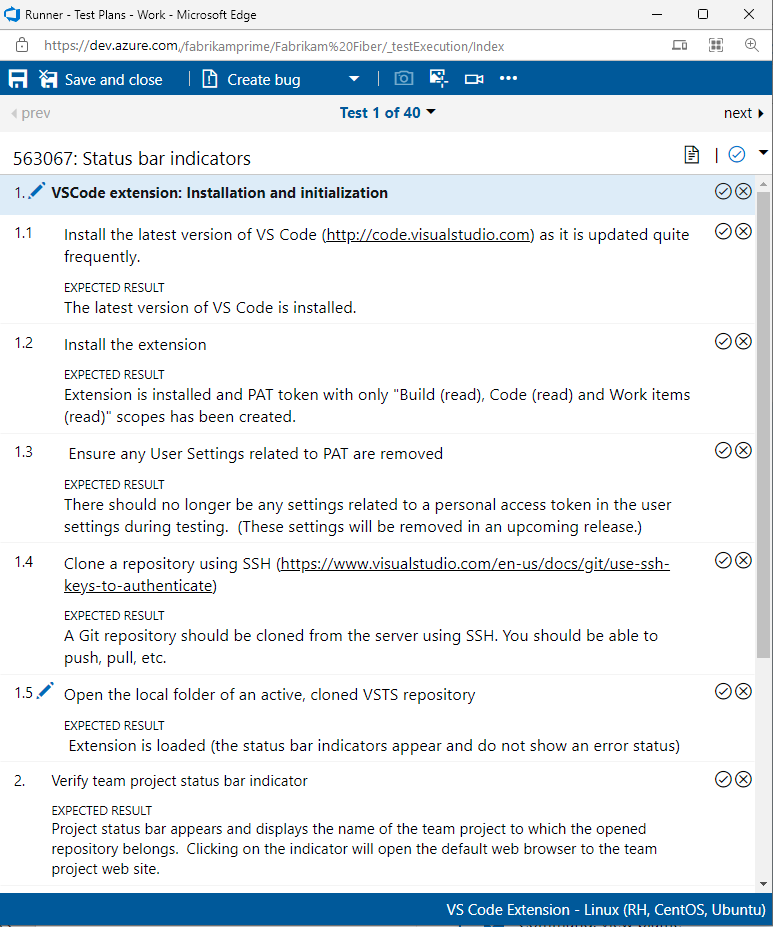 Runner - Test Plans - Work - Microsoft Edge
https://dev.azure.com/fabrikamprime/Fabrikam%20Fiber/_testExecution/Index
Save and close
Create bug
prev
Test 1 of 40
next
563067: Status bar indicators
1. VSCode extension: Installation and initialization
1.1 Install the latest version of VS Code (http://code.visualstudio.com) as it is updated quite
frequently.
EXPECTED RESULT
The latest version of VS Code is installed.
1.2 Install the extension
EXPECTED RESULT
Extension is installed and PAT token with only "Build (read), Code (read) and Work items
(read)" scopes has been created.
1.3 Ensure any User Settings related to PAT are removed
EXPECTED RESULT
There should no longer be any settings related to a personal access token in the user
settings during testing.  (These settings will be removed in an upcoming release.)
1.4 Clone a repository using SSH (https://www.visualstudio.com/en-us/docs/git/use-ssh-
keys-to-authenticate)
EXPECTED RESULT
A Git repository should be cloned from the server using SSH. You should be able to
push, pull, etc.
1.5 Open the local folder of an active, cloned VSTS repository
EXPECTED RESULT
Extension is loaded (the status bar indicators appear and do not show an error status)
2. Verify team project status bar indicator
EXPECTED RESULT
Project status bar appears and displays the name of the team project to which the opened
repository belongs.  Clicking on the indicator will open the default web browser to the team
project web site.
VS Code Extension - Linux (RH, CentOS, Ubuntu)